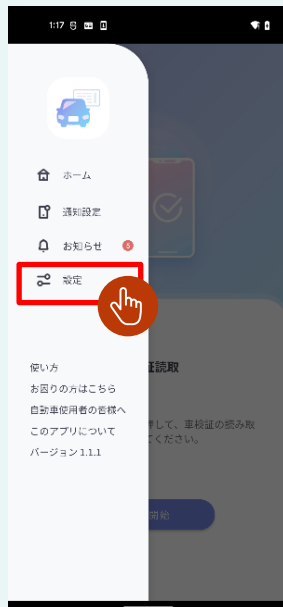 1:17
ホーム
通知設定
お知らせ 5
設定
使い方
お困りの方はこちら
自動車使用者の皆様へ
このアプリについて
バージョン 1.1.1
証読取
押して、車検証の読み取
てください。
開始